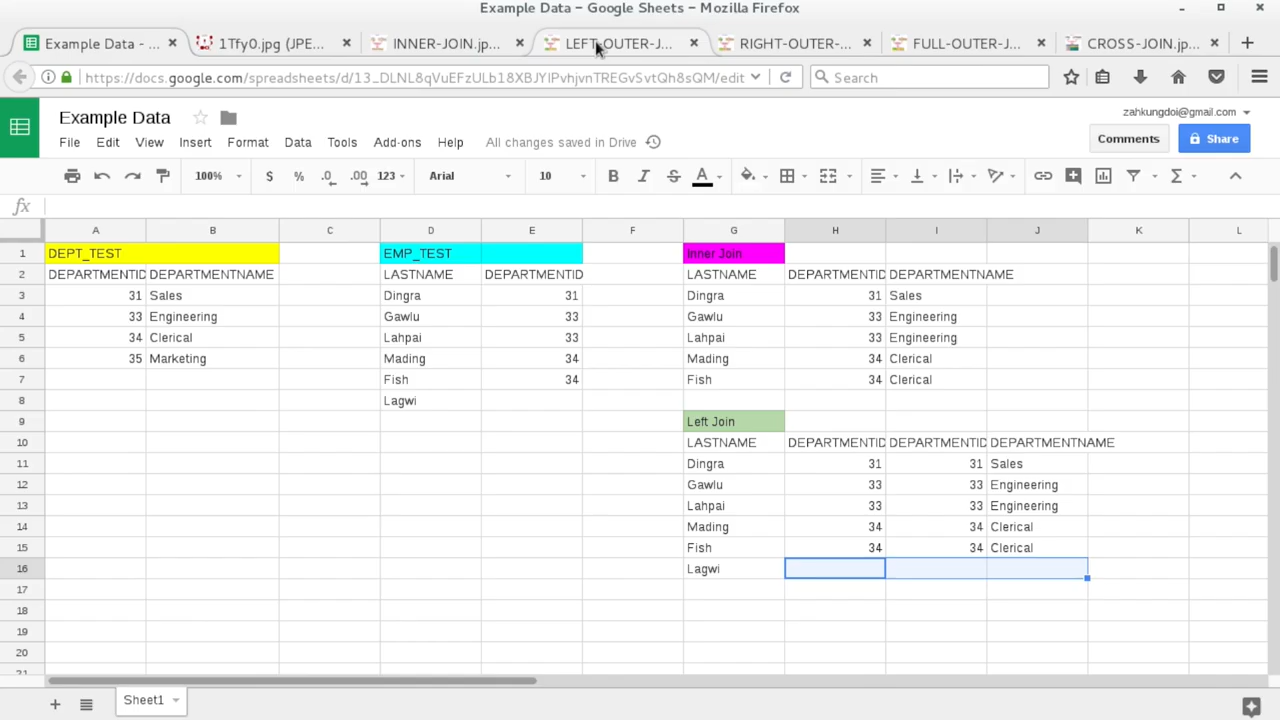 Example Data – Google Sheets – Mozilla Firefox
Example Data - ...
1Tfy0.jpg (JPE...
INNER-JOIN.jp...
LEFT-OUTER-J...
RIGHT-OUTER-...
FULL-OUTER-J...
CROSS-JOIN.jp...
https://docs.google.com/spreadsheets/d/13_DLNL8qVuEFzULb18XBJYIPvhjvnTREGvSvtQh8sQM/edit
Search
Example Data
zahkungdoi@gmail.com
File Edit View Insert Format Data Tools Add-ons Help All changes saved in Drive
Comments
Share
100% $ % .0 .00 123 Arial 10 B I S A Σ
fx
A B C D E F G H I J K L
1 DEPT_TEST EMP_TEST Inner Join
2 DEPARTMENTID DEPARTMENTNAME LASTNAME DEPARTMENTID LASTNAME DEPARTMENTID DEPARTMENTNAME
3 31 Sales Dingra 31 Dingra 31 Sales
4 33 Engineering Gawlu 33 Gawlu 33 Engineering
5 34 Clerical Lahpai 33 Lahpai 33 Engineering
6 35 Marketing Mading 34 Mading 34 Clerical
7 Fish 34 Fish 34 Clerical
8 Lagwi
9 Left Join
10 LASTNAME DEPARTMENTID DEPARTMENTID DEPARTMENTNAME
11 Dingra 31 31 Sales
12 Gawlu 33 33 Engineering
13 Lahpai 33 33 Engineering
14 Mading 34 34 Clerical
15 Fish 34 34 Clerical
16 Lagwi
17
18
19
20
21
Sheet1